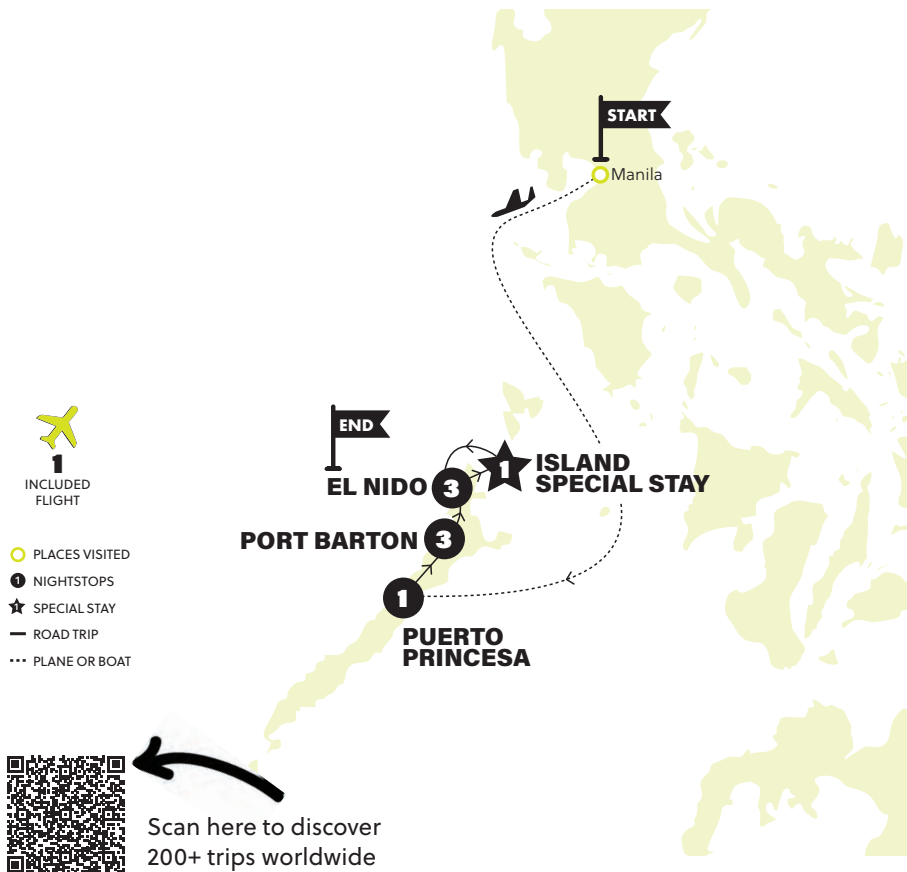 START
Manila
END
1
ISLAND
SPECIAL STAY
EL NIDO
3
PORT BARTON
3
1
PUERTO
PRINCESA
1
INCLUDED
FLIGHT
PLACES VISITED
1 NIGHTSTOPS
1 SPECIAL STAY
ROAD TRIP
PLANE OR BOAT
Scan here to discover
200+ trips worldwide